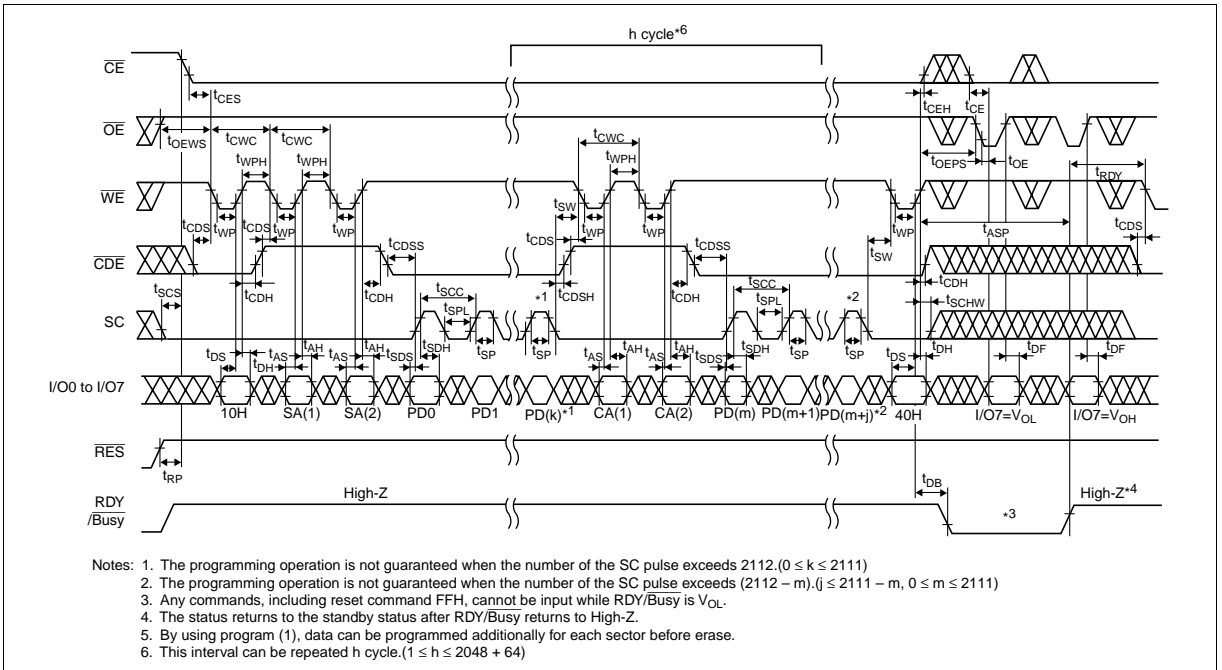 h cycle*6
CE
tCES
tCEH
tCE
OE
tOEWS
tCWC
tCWC
tCWC
tOEPS
tOE
tWPH
tWPH
tWPH
tRDY
WE
tCDS
tWP
tCDS
tWP
tWP
tSW
tCDS
tWP
tWP
tSW
tWP
tASP
tCDS
CDE
tCDSS
tCDSS
tSCS
tCDH
tCDH
tCDSH
tCDH
tCDH
tSCHW
SC
tSCC
tSPL
tSP
*1
tSP
tSCC
tSPL
tSP
*2
tSP
tDS
tDH
tAS
tAH
tAS
tAH
tSDS
tSDH
tAS
tAH
tAS
tAH
tSDS
tSDH
tDS
tDH
tDF
tDF
I/O0 to I/O7
10H SA(1) SA(2) PD0 PD1 PD(k)*1 CA(1) CA(2) PD(m) PD(m+1) PD(m+j)*2 40H I/O7=VOL I/O7=VOH
RES
tRP
tDB
RDY
/Busy
High-Z
*3
High-Z*4
Notes: 1. The programming operation is not guaranteed when the number of the SC pulse exceeds 2112.(0 ≤ k ≤ 2111)
2. The programming operation is not guaranteed when the number of the SC pulse exceeds (2112 – m).(j ≤ 2111 – m, 0 ≤ m ≤ 2111)
3. Any commands, including reset command FFH, cannot be input while RDY/Busy is VOL.
4. The status returns to the standby status after RDY/Busy returns to High-Z.
5. By using program (1), data can be programmed additionally for each sector before erase.
6. This interval can be repeated h cycle.(1 ≤ h ≤ 2048 + 64)